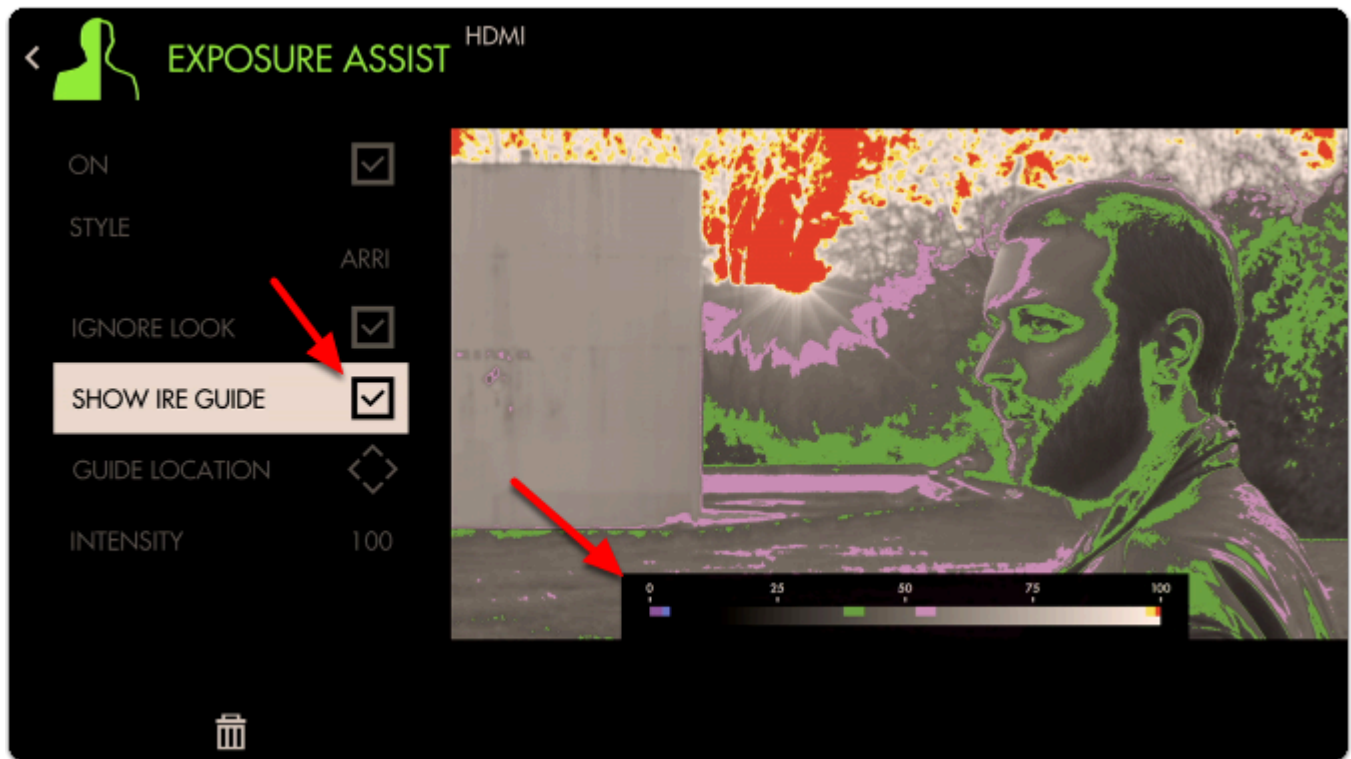 EXPOSURE ASSIST
HDMI
ON
STYLE
ARRI
IGNORE LOOK
SHOW IRE GUIDE
GUIDE LOCATION
INTENSITY 100
0 25 50 75 100